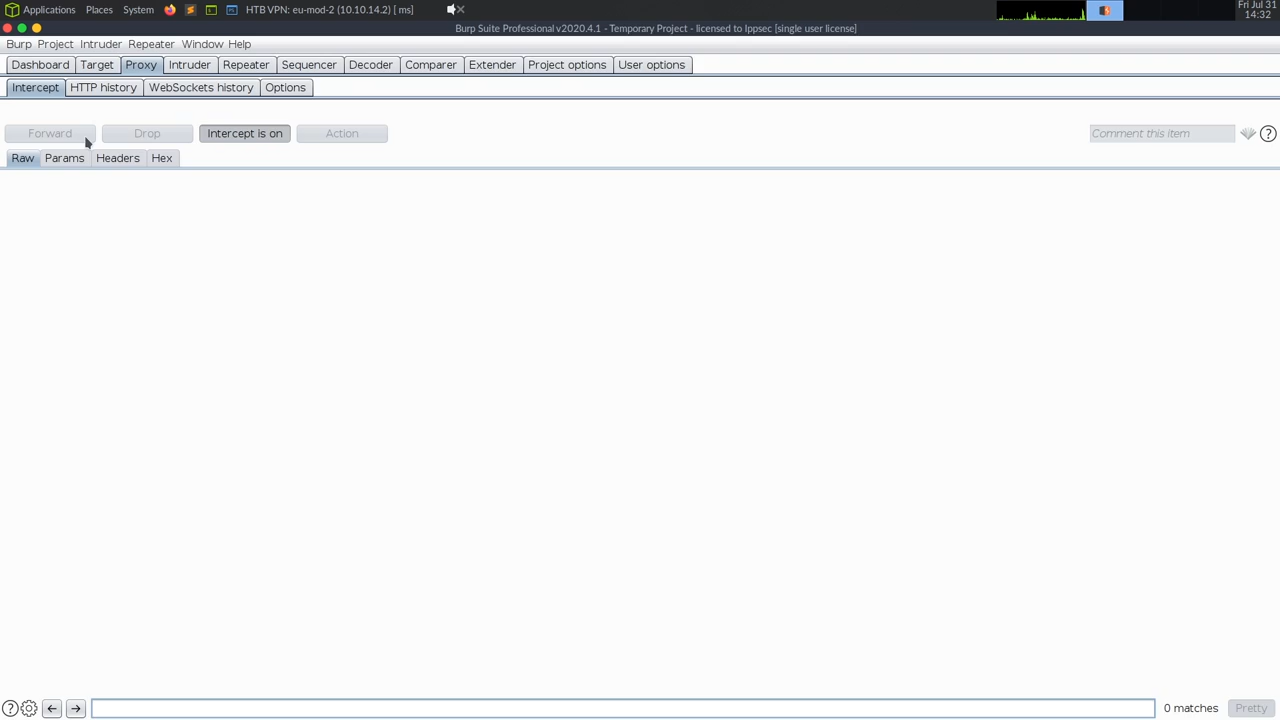 Applications Places System HTB VPN: eu-mod-2 (10.10.14.2) [ ms] Fri Jul 31
14:32
Burp Suite Professional v2020.4.1 - Temporary Project - licensed to Ippsec [single user license]
Burp Project Intruder Repeater Window Help
Dashboard Target Proxy Intruder Repeater Sequencer Decoder Comparer Extender Project options User options
Intercept HTTP history WebSockets history Options
Forward Drop Intercept is on Action Comment this item ?
Raw Params Headers Hex
? 0 matches Pretty